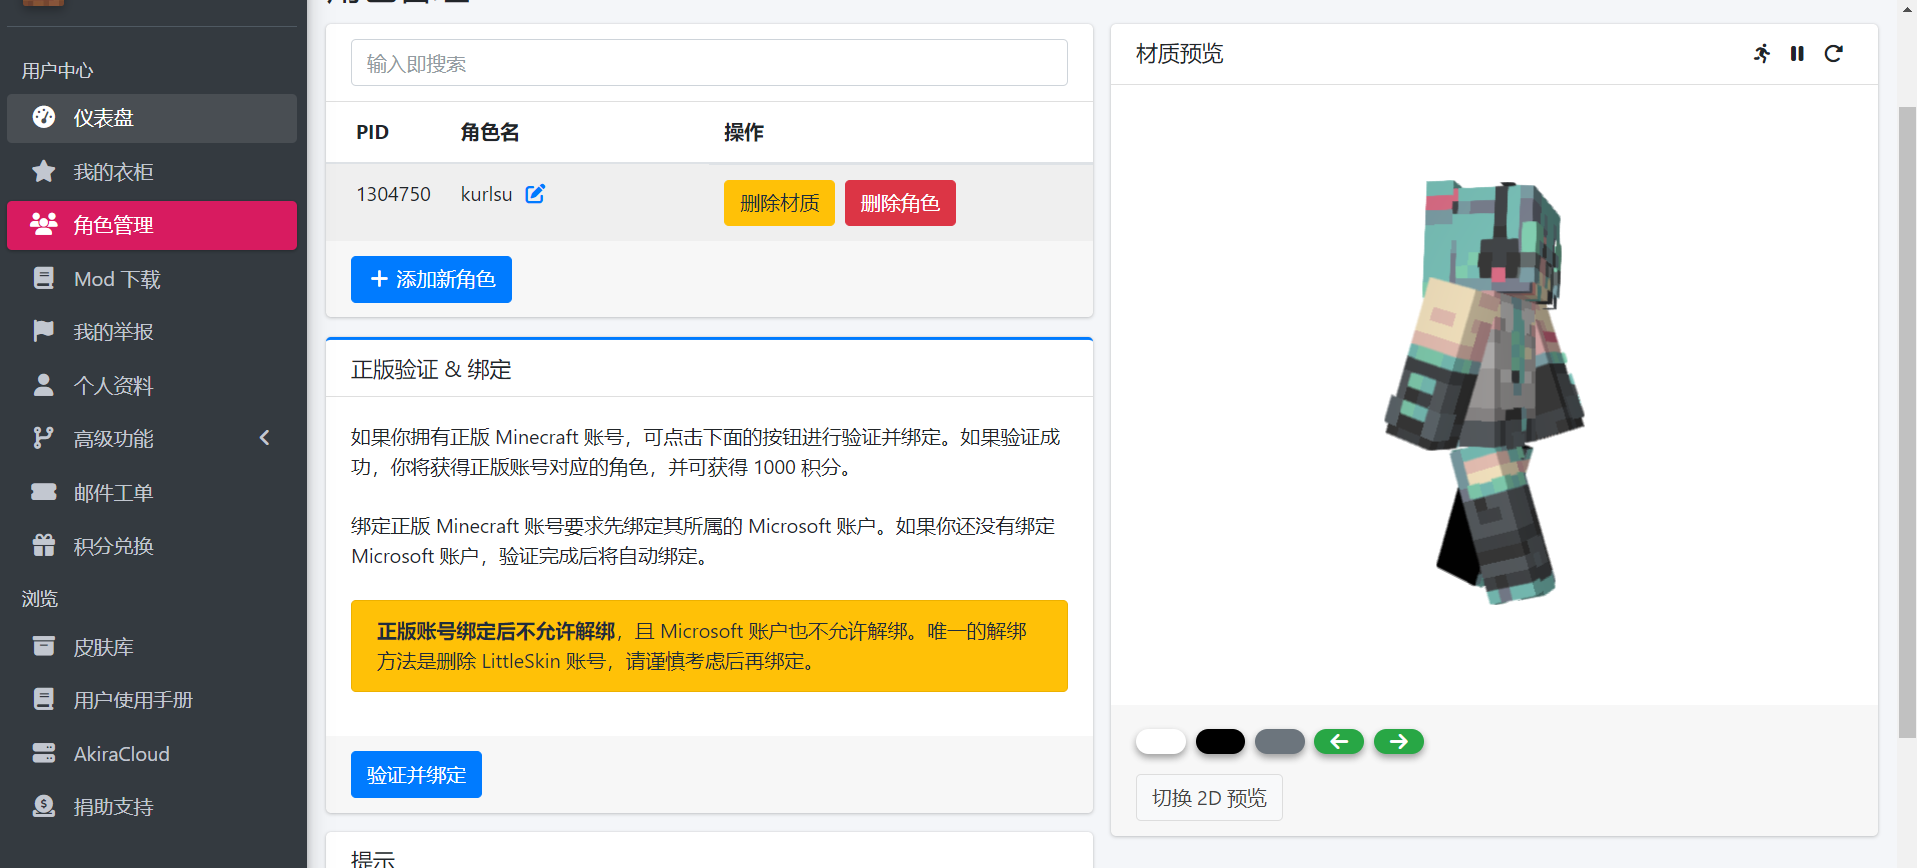 用户中心
仪表盘
我的衣柜
角色管理
Mod 下载
我的举报
个人资料
高级功能
邮件工单
积分兑换
浏览
皮肤库
用户使用手册
AkiraCloud
捐助支持
角色管理
输入即搜索
PID 角色名 操作
1304750 kurlsu 删除材质 删除角色
添加新角色
正版验证 & 绑定
如果你拥有正版 Minecraft 账号，可点击下面的按钮进行验证并绑定。如果验证成
功，你将获得正版账号对应的角色，并可获得 1000 积分。
绑定正版 Minecraft 账号要求先绑定其所属的 Microsoft 账户。如果你还没有绑定
Microsoft 账户，验证完成后将自动绑定。
正版账号绑定后不允许解绑，且 Microsoft 账户也不允许解绑。唯一的解绑
方法是删除 LittleSkin 账号，请谨慎考虑后再绑定。
验证并绑定
提示
材质预览
切换 2D 预览